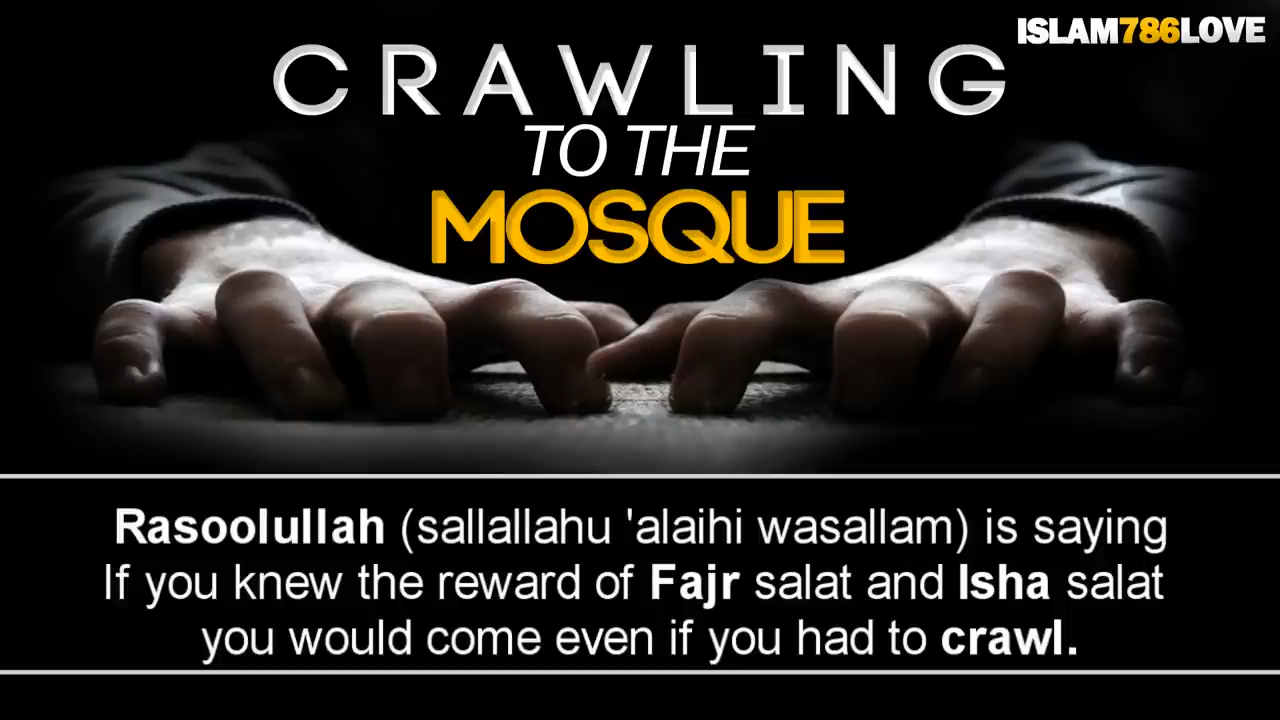 ISLAM786LOVE
CRAWLING
TO THE
MOSQUE
Rasoolullah (sallallahu 'alaihi wasallam) is saying
If you knew the reward of Fajr salat and Isha salat
you would come even if you had to crawl.